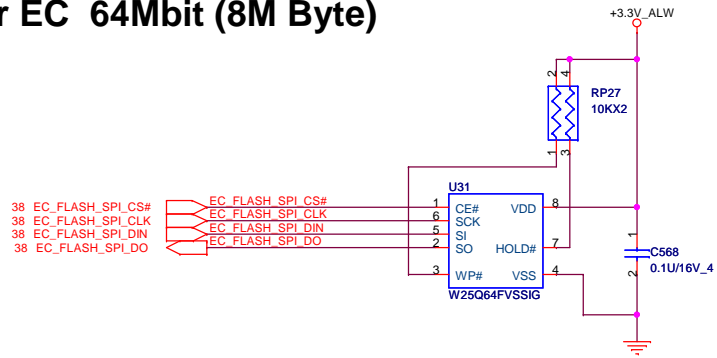 r EC 64Mbit (8M Byte)
+3.3V_ALW
2 4
RP27
10KX2
1 3
U31
38 EC_FLASH_SPI_CS# EC_FLASH_SPI_CS# 1 CE# VDD 8
38 EC_FLASH_SPI_CLK EC_FLASH_SPI_CLK 6 SCK
38 EC_FLASH_SPI_DIN EC_FLASH_SPI_DIN 5 SI
38 EC_FLASH_SPI_DO EC_FLASH_SPI_DO 2 SO HOLD# 7
3 WP# VSS 4
W25Q64FVSSIG
1
C568
0.1U/16V_4
2